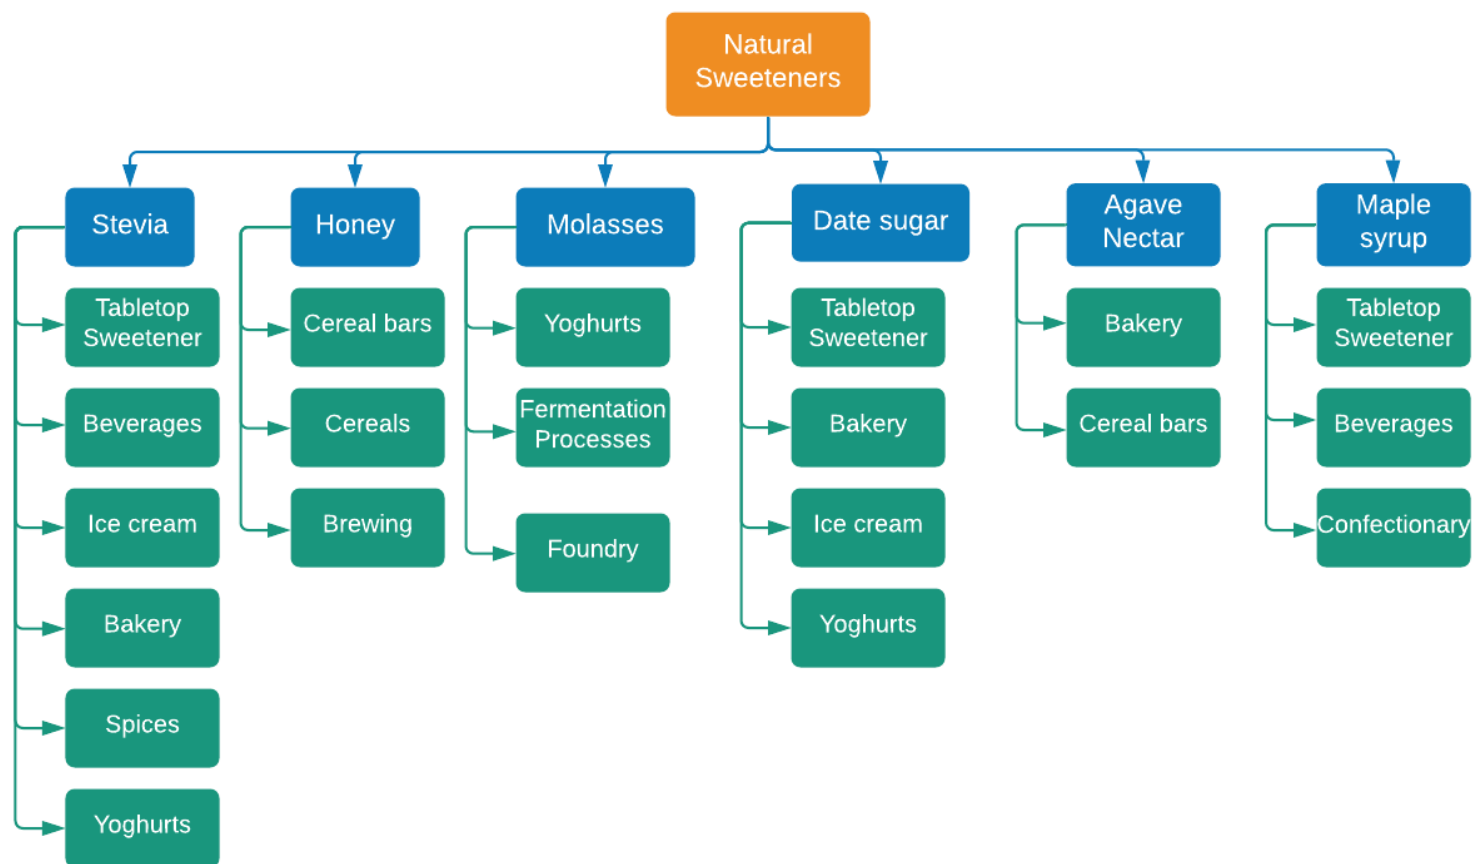 Natural
Sweeteners
Stevia
Honey
Molasses
Date sugar
Agave
Nectar
Maple
syrup
Tabletop
Sweetener
Beverages
Ice cream
Bakery
Spices
Yoghurts
Cereal bars
Cereals
Brewing
Yoghurts
Fermentation
Processes
Foundry
Tabletop
Sweetener
Bakery
Ice cream
Yoghurts
Bakery
Cereal bars
Tabletop
Sweetener
Beverages
Confectionary